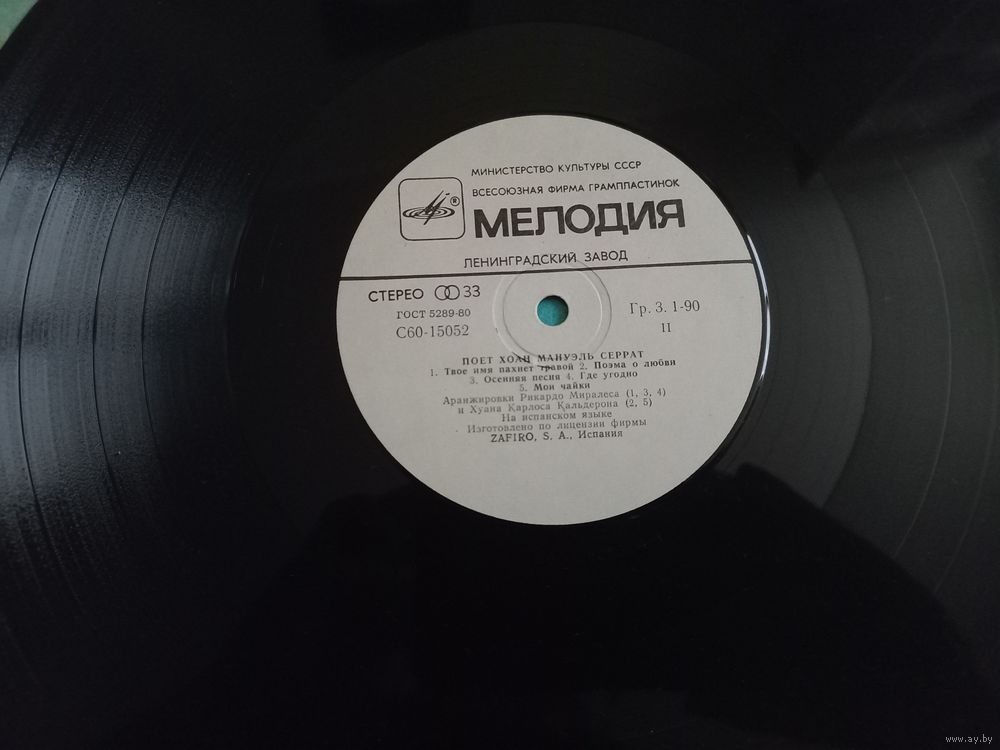 МИНИСТЕРСТВО КУЛЬТУРЫ СССР
ВСЕСОЮЗНАЯ ФИРМА ГРАМПЛАСТИНОК
®
МЕЛОДИЯ
ЛЕНИНГРАДСКИЙ ЗАВОД
СТЕРЕО 33
ГОСТ 5289-80
С60-15052
Гр. 3. 1-90
II
ПОЕТ ХОАН МАНУЭЛЬ СЕРРАТ
1. Твое имя пахнет травой 2. Поэма о любви
3. Осенняя песня 4. Где угодно
5. Мои чайки
Аранжировки Рикардо Миралеса (1, 3, 4)
и Хуана Карлоса Кальдерона (2, 5)
На испанском языке
Изготовлено по лицензии фирмы
ZAFIRO, S. A., Испания
www.ay.by